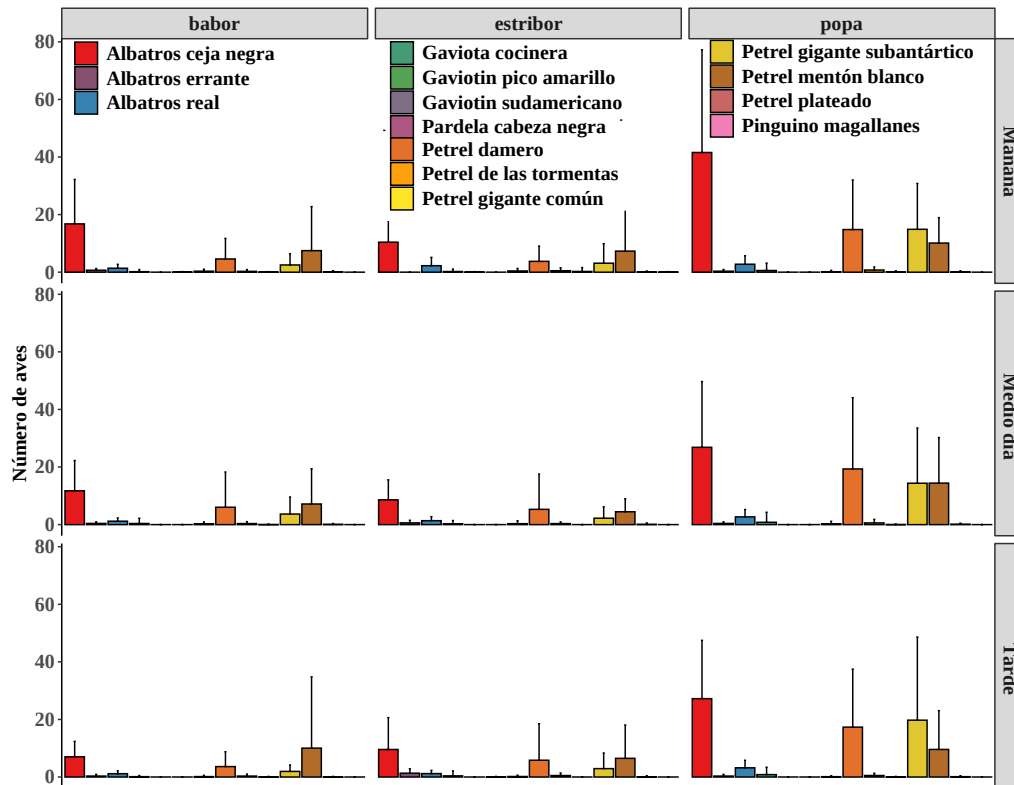 babor
estribor
popa
80
60
40
20
0
Albatros ceja negra
Albatros errante
Albatros real
Gaviota cocinera
Gaviotin pico amarillo
Gaviotin sudamericano
Pardela cabeza negra
Petrel damero
Petrel de las tormentas
Petrel gigante común
Petrel gigante subantártico
Petrel mentón blanco
Petrel plateado
Pinguino magallanes
Mañana
Número de aves
80
60
40
20
0
Medio día
80
60
40
20
0
Tarde